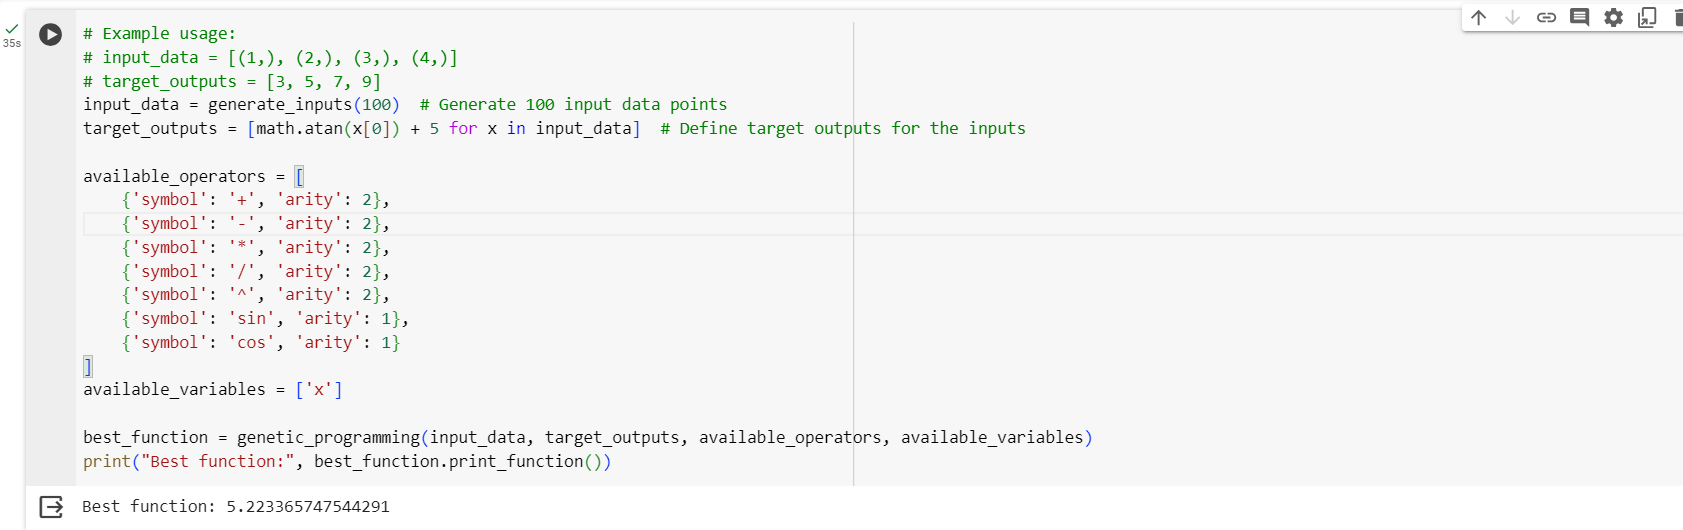 35s
# Example usage:
# input_data = [(1,), (2,), (3,), (4,)]
# target_outputs = [3, 5, 7, 9]
input_data = generate_inputs(100)  # Generate 100 input data points
target_outputs = [math.atan(x[0]) + 5 for x in input_data]  # Define target outputs for the inputs

available_operators = [
    {'symbol': '+', 'arity': 2},
    {'symbol': '-', 'arity': 2},
    {'symbol': '*', 'arity': 2},
    {'symbol': '/', 'arity': 2},
    {'symbol': '^', 'arity': 2},
    {'symbol': 'sin', 'arity': 1},
    {'symbol': 'cos', 'arity': 1}
]
available_variables = ['x']

best_function = genetic_programming(input_data, target_outputs, available_operators, available_variables)
print("Best function:", best_function.print_function())
Best function: 5.223365747544291